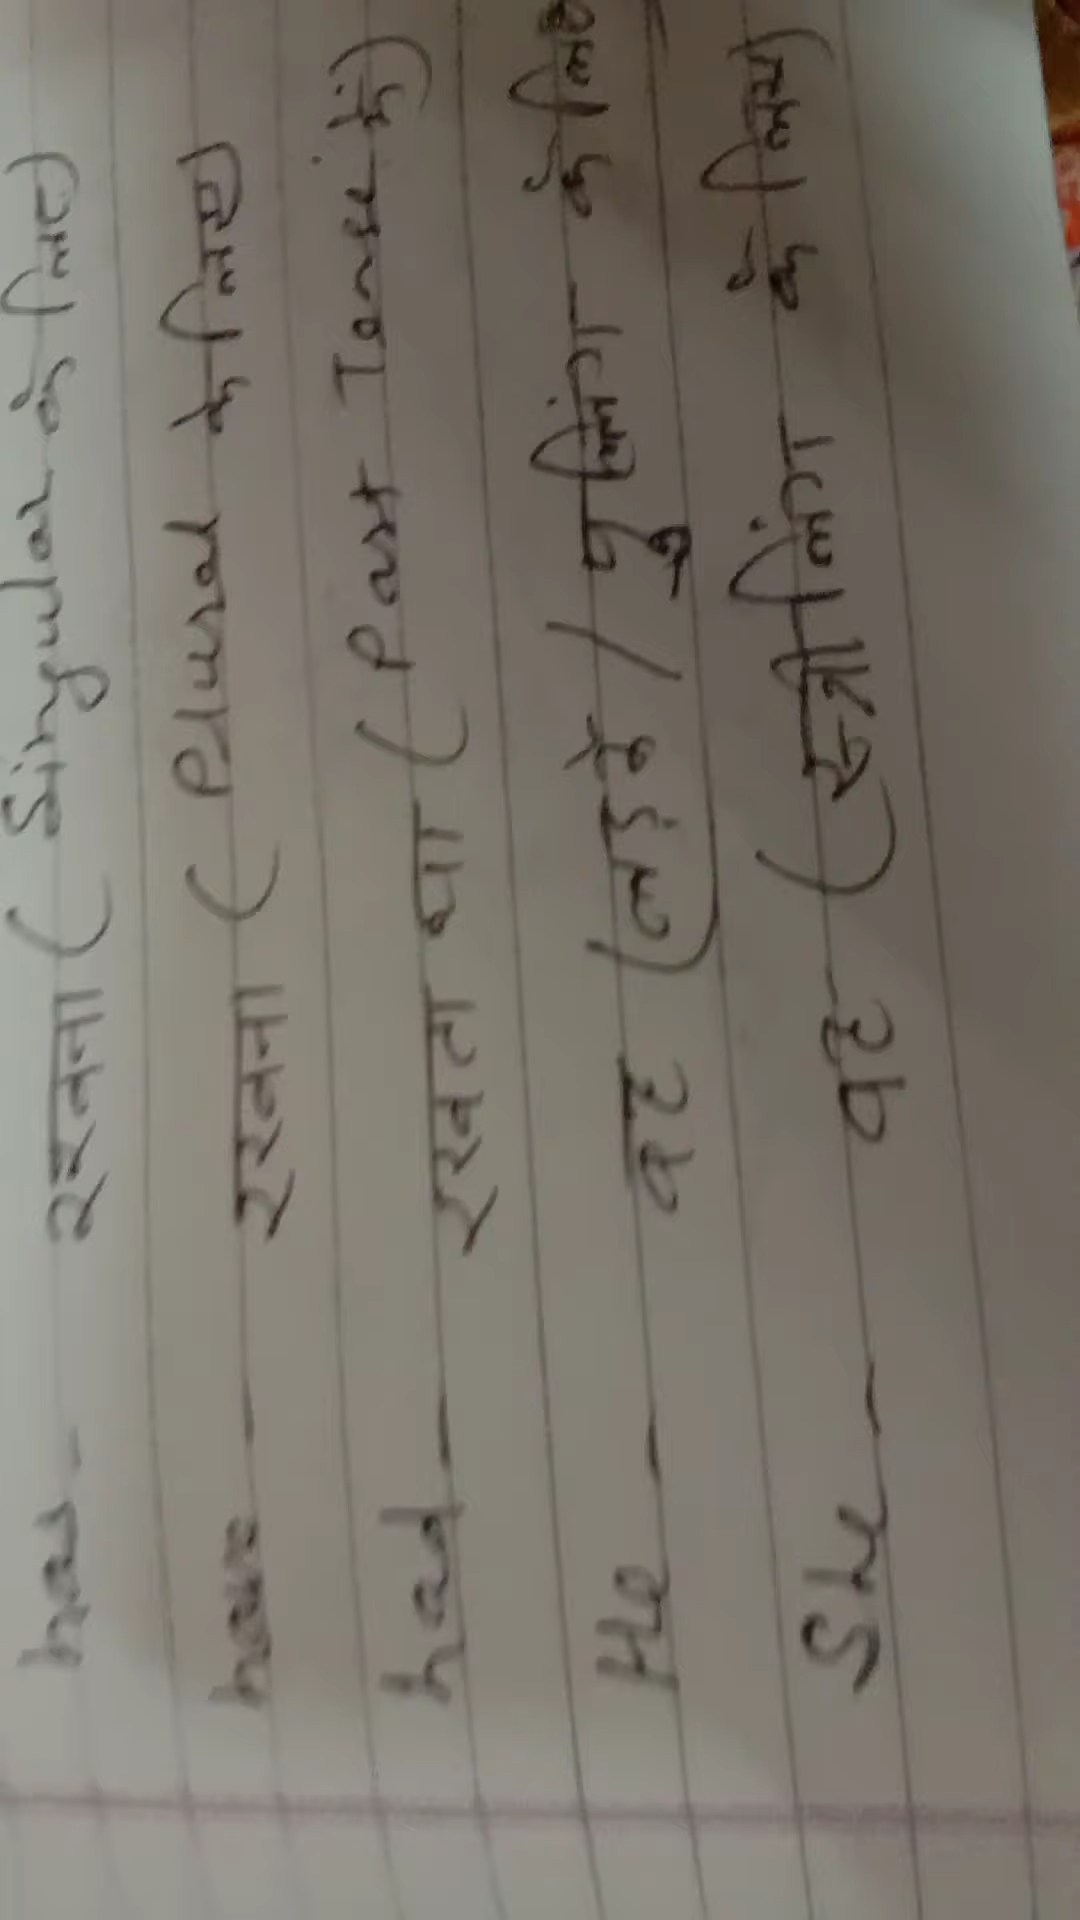 has - रखना ( Singular के लिए )
have - रखना ( Plural के लिए )
had - रखता था ( Past Tense में )
He - वह ( लड़के / पुल्लिंग के लिए
She - वह ( स्त्रीलिंग के लिए )